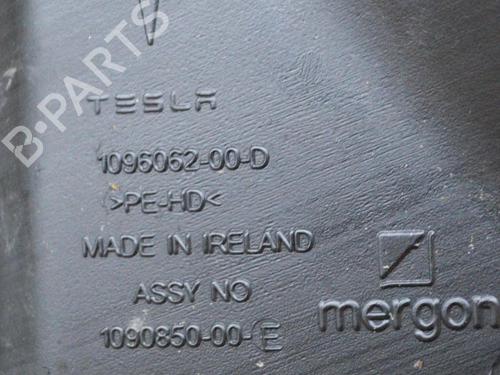 B-PARTS
TESLA
1096062-00-D
>PE-HD<
MADE IN IRELAND
ASSY NO
1090850-00-E
mergon